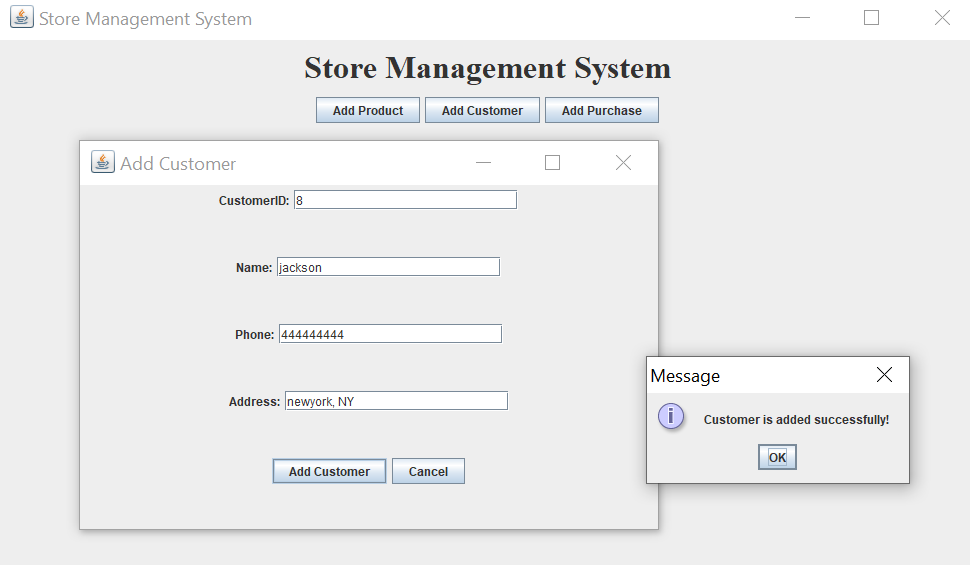 Store Management System
Store Management System
Add Product Add Customer Add Purchase
Add Customer
CustomerID: 8
Name: jackson
Phone: 444444444
Address: newyork, NY
Add Customer Cancel
Message
i Customer is added successfully!
OK